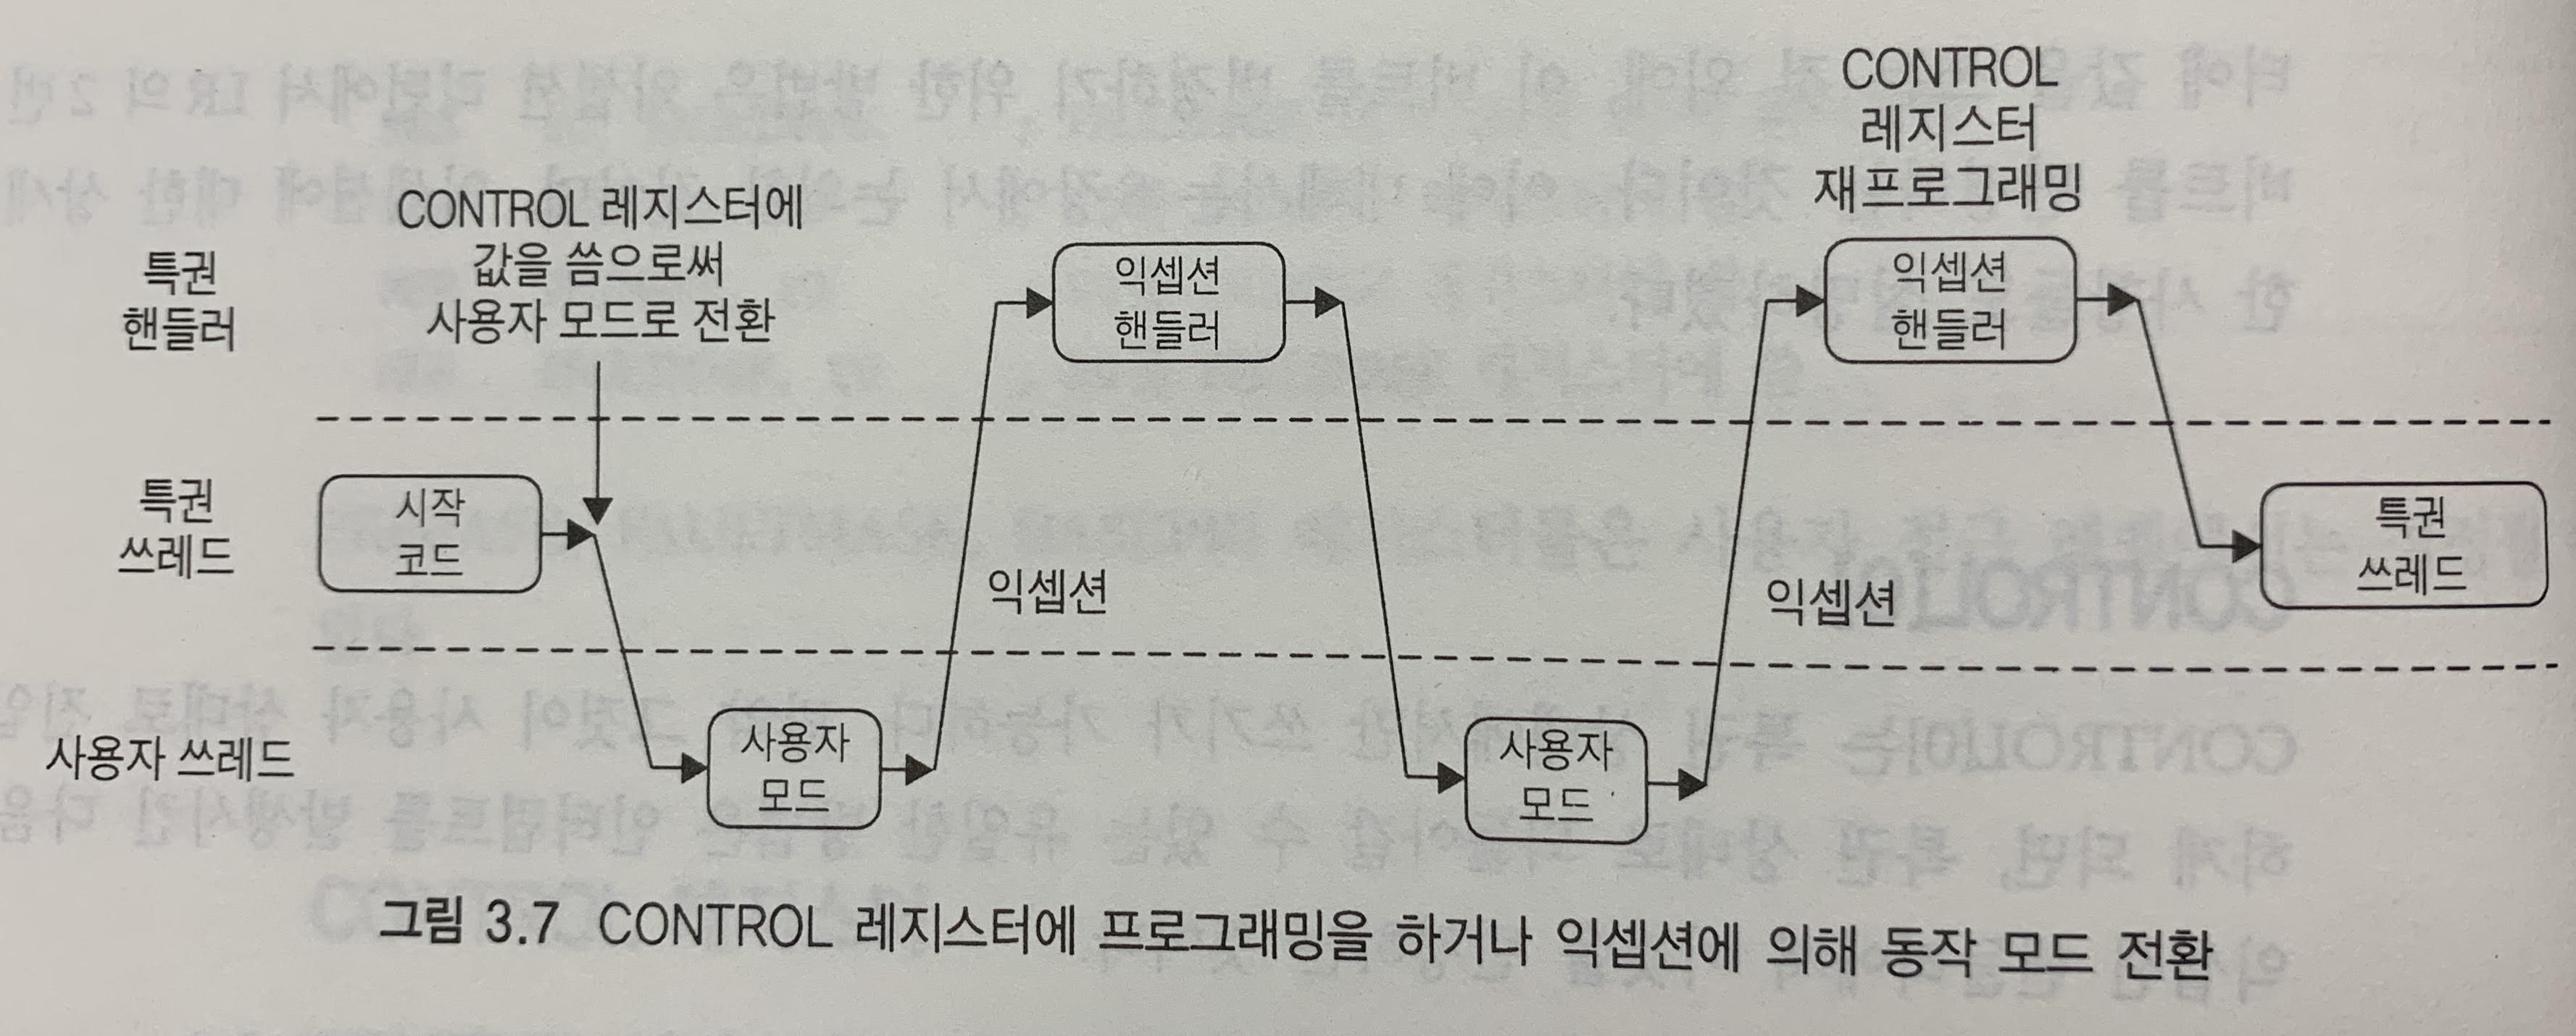 CONTROL
레지스터
재프로그래밍
CONTROL 레지스터에
값을 씀으로써
사용자 모드로 전환
특권
핸들러
익셉션
핸들러
익셉션
핸들러
특권
쓰레드
시작
코드
익셉션
익셉션
특권
쓰레드
사용자 쓰레드
사용자
모드
사용자
모드
그림 3.7 CONTROL 레지스터에 프로그래밍을 하거나 익셉션에 의해 동작 모드 전환